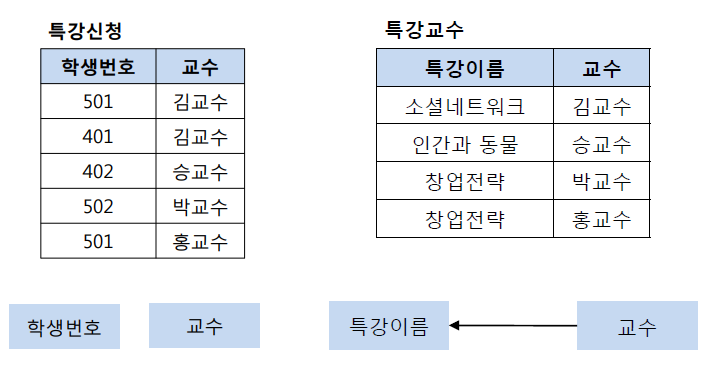 특강신청
학생번호 교수
501 김교수
401 김교수
402 승교수
502 박교수
501 홍교수
특강교수
특강이름 교수
소셜네트워크 김교수
인간과 동물 승교수
창업전략 박교수
창업전략 홍교수
학생번호 교수
특강이름 교수